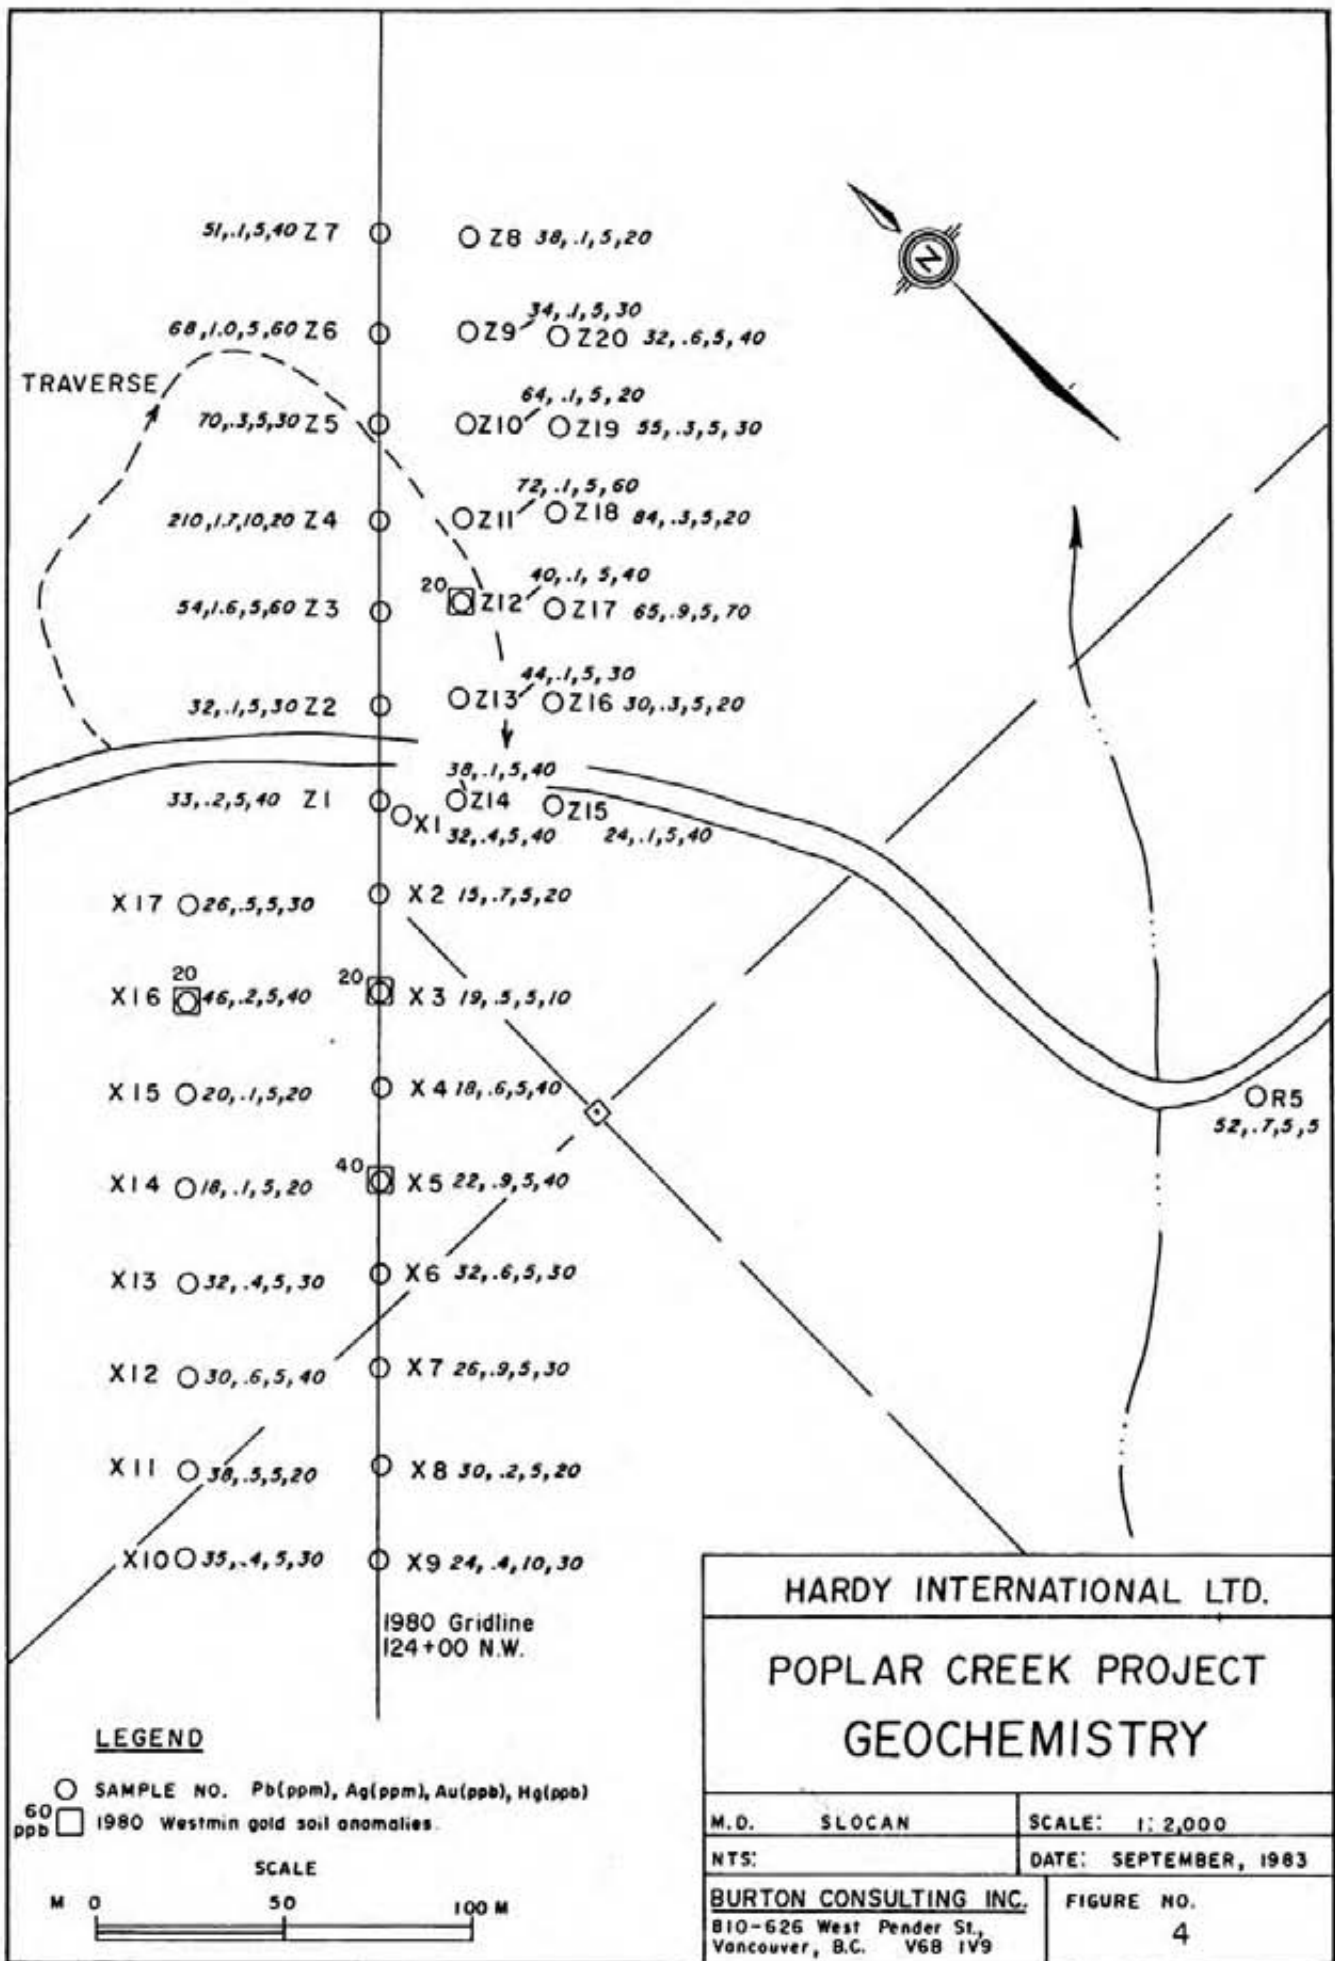 51,.1,5,40 Z7
Z8 38,.1,5,20
68,1.0,5,60 Z6
Z9 34,.1,5,30
Z20 32,.6,5,40
N
TRAVERSE
70,.3,5,30 Z5
Z10 64,.1,5,20
Z19 55,.3,5,30
210,1.7,10,20 Z4
Z11 72,.1,5,60
Z18 84,.3,5,20
54,1.6,5,60 Z3
20 Z12 40,.1,5,40
Z17 65,.9,5,70
32,.1,5,30 Z2
Z13 44,.1,5,30
Z16 30,.3,5,20
33,.2,5,40 Z1
38,.1,5,40
Z14
X1 32,.4,5,40
Z15
24,.1,5,40
X17 26,.5,5,30
X2 15,.7,5,20
20
X16 46,.2,5,40
20
X3 19,.5,5,10
X15 20,.1,5,20
X4 18,.6,5,40
R5
52,.7,5,5
X14 18,.1,5,20
40
X5 22,.9,5,40
X13 32,.4,5,30
X6 32,.6,5,30
X12 30,.6,5,40
X7 26,.9,5,30
X11 38,.5,5,20
X8 30,.2,5,20
X10 35,.4,5,30
X9 24,.4,10,30
1980 Gridline
124+00 N.W.
LEGEND
SAMPLE NO. Pb(ppm), Ag(ppm), Au(ppb), Hg(ppb)
60
ppb
1980 Westmin gold soil anomalies.
SCALE
M 0 50 100 M
HARDY INTERNATIONAL LTD.
POPLAR CREEK PROJECT
GEOCHEMISTRY
M.D. SLOCAN
SCALE: 1:2,000
NTS:
DATE: SEPTEMBER, 1983
BURTON CONSULTING INC.
810-626 West Pender St.,
Vancouver, B.C. V6B 1V9
FIGURE NO.
4